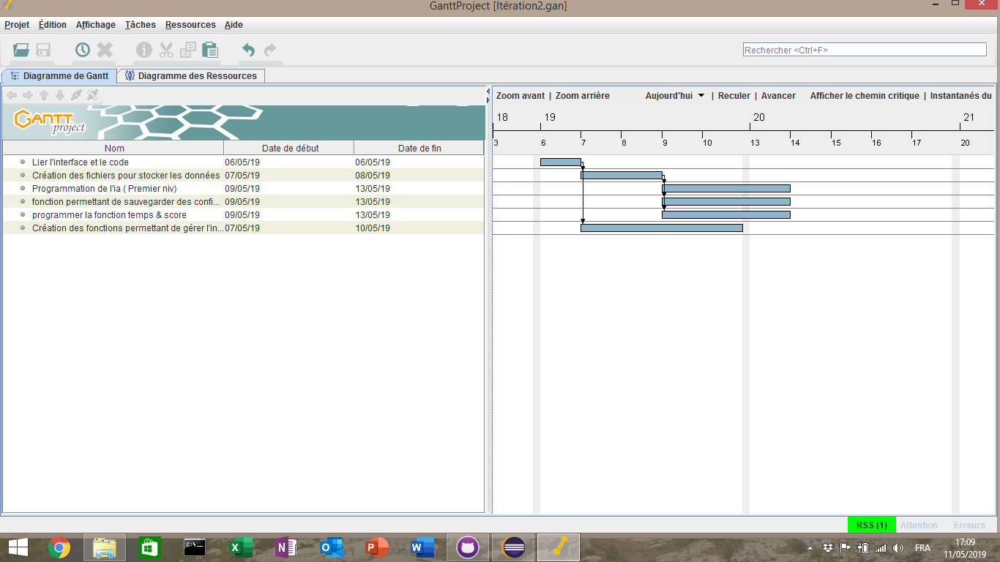 GanttProject [Itération2.gan]
Projet Édition Affichage Tâches Ressources Aide
Rechercher <Ctrl+F>
Diagramme de Gantt Diagramme des Ressources
Zoom avant | Zoom arrière Aujourd'hui | Reculer | Avancer Afficher le chemin critique | Instantanés du
GANTT project
18 19 20 21
3 6 7 8 9 10 13 14 15 16 17 20
Nom Date de début Date de fin
Lier l'interface et le code 06/05/19 06/05/19
Création des fichiers pour stocker les données 07/05/19 08/05/19
Programmation de l'ia ( Premier niv) 09/05/19 13/05/19
fonction permettant de sauvegarder des confi... 09/05/19 13/05/19
programmer la fonction temps & score 09/05/19 13/05/19
Création des fonctions permettant de gérer l'in... 07/05/19 10/05/19
RSS (1) Attention Erreurs
FRA 17:09
11/05/2019